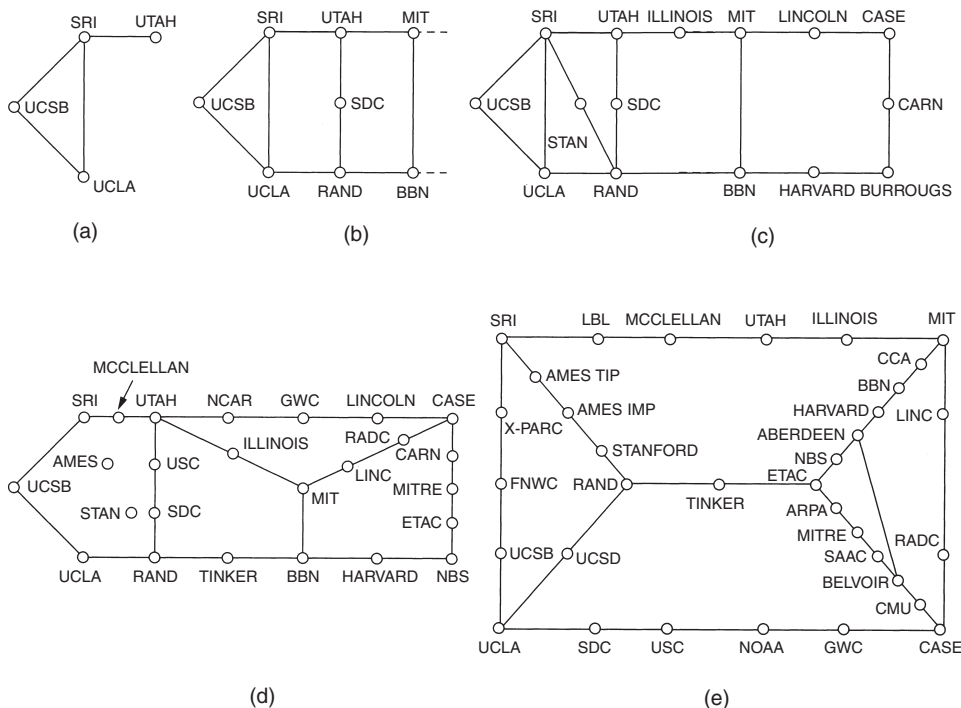 SRI UTAH
UCSB
UCLA
(a)
SRI UTAH MIT
UCSB SDC
UCLA RAND BBN
(b)
SRI UTAH ILLINOIS MIT LINCOLN CASE
UCSB SDC CARN
STAN
UCLA RAND BBN HARVARD BURROUGS
(c)
MCCLELLAN
SRI UTAH NCAR GWC LINCOLN CASE
ILLINOIS RADC
CARN
AMES USC LINC
UCSB MIT MITRE
STAN SDC ETAC
UCLA RAND TINKER BBN HARVARD NBS
(d)
SRI LBL MCCLELLAN UTAH ILLINOIS MIT
CCA
AMES TIP BBN
X-PARC AMES IMP HARVARD LINC
ABERDEEN
STANFORD NBS
FNWC RAND TINKER ETAC
ARPA
MITRE
UCSB UCSD SAAC RADC
BELVOIR
CMU
UCLA SDC USC NOAA GWC CASE
(e)